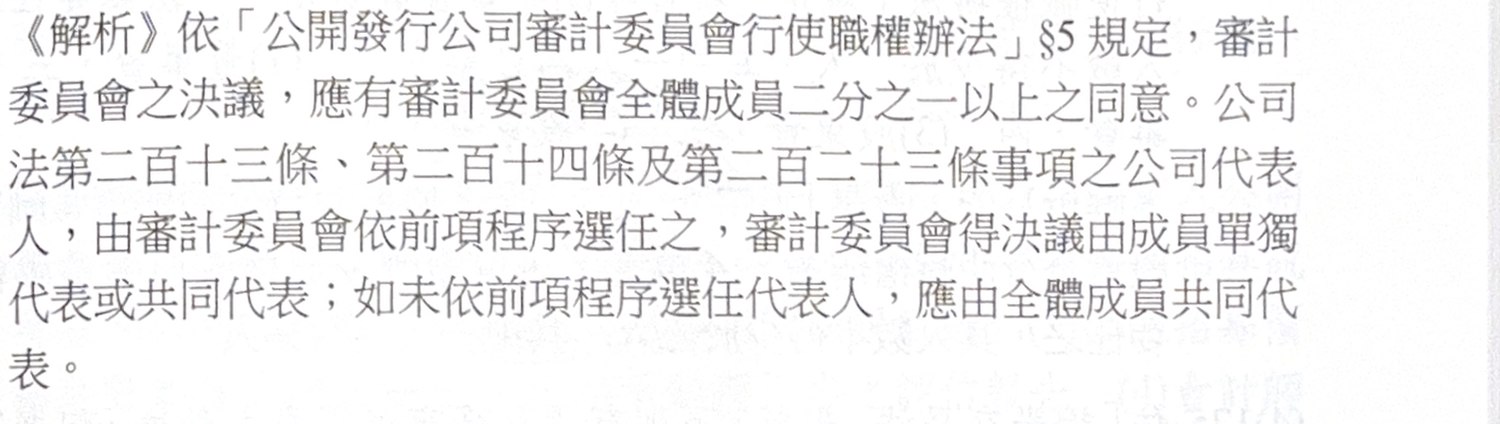 《解析》依「公開發行公司審計委員會行使職權辦法」§5 規定，審計
委員會之決議，應有審計委員會全體成員二分之一以上之同意。公司
法第二百十三條、第二百十四條及第二百二十三條事項之公司代表
人，由審計委員會依前項程序選任之，審計委員會得決議由成員單獨
代表或共同代表；如未依前項程序選任代表人，應由全體成員共同代
表。